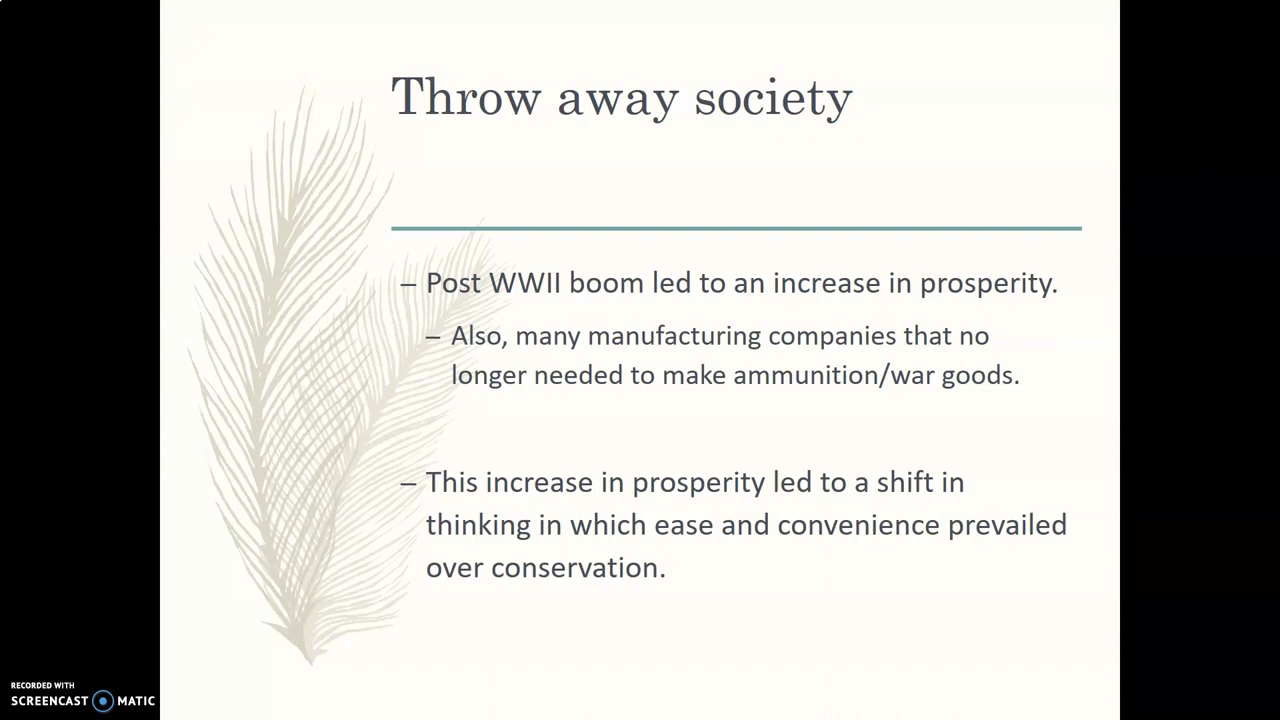 Throw away society
– Post WWII boom led to an increase in prosperity.
– Also, many manufacturing companies that no
longer needed to make ammunition/war goods.
– This increase in prosperity led to a shift in
thinking in which ease and convenience prevailed
over conservation.
RECORDED WITH
SCREENCAST MATIC